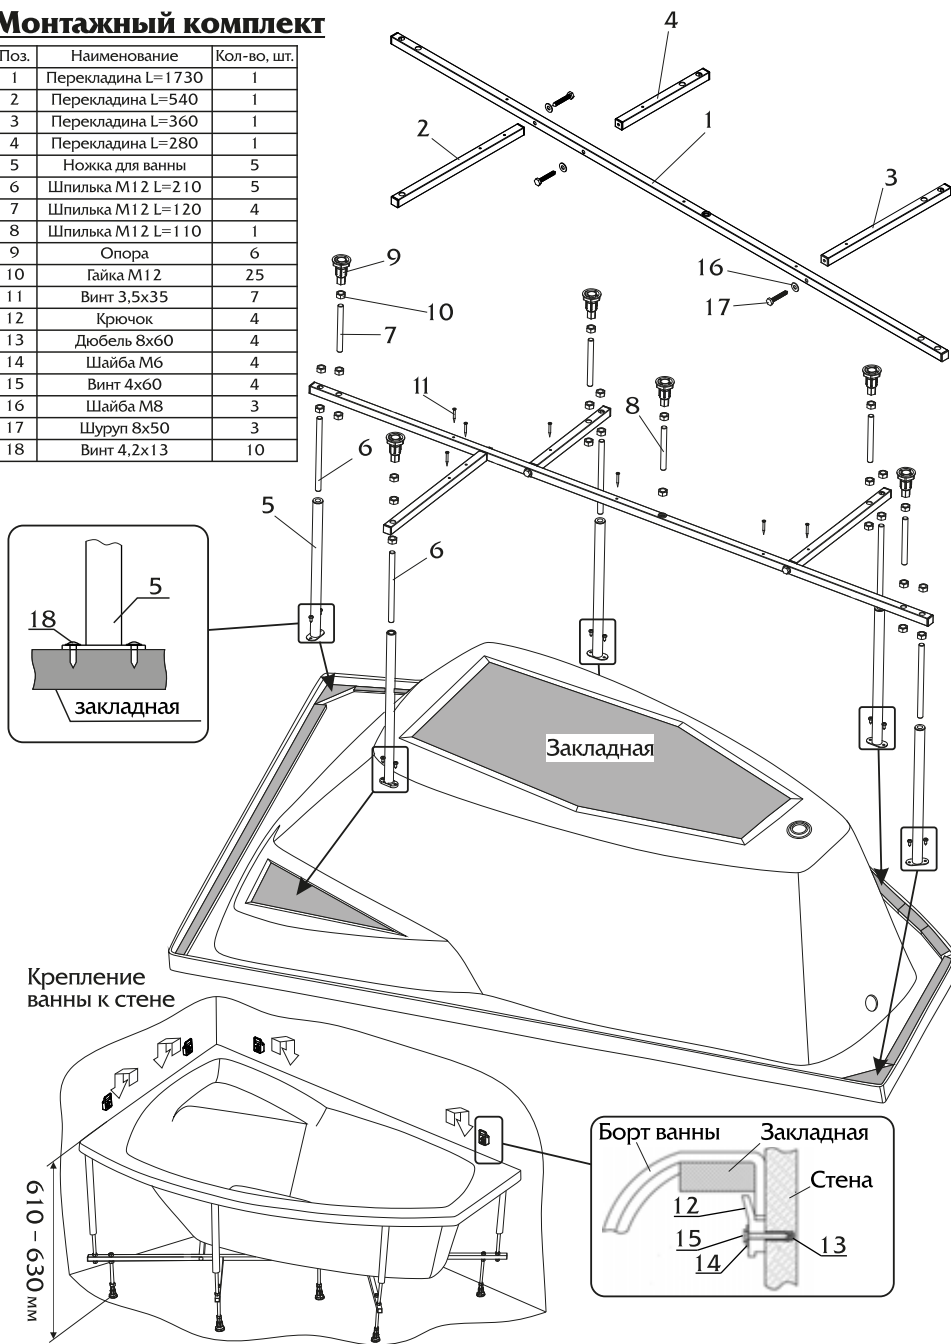 Монтажный комплект
Поз. Наименование Кол-во, шт.
1 Перекладина L=1730 1
2 Перекладина L=540 1
3 Перекладина L=360 1
4 Перекладина L=280 1
5 Ножка для ванны 5
6 Шпилька М12 L=210 5
7 Шпилька М12 L=120 4
8 Шпилька М12 L=110 1
9 Опора 6
10 Гайка М12 25
11 Винт 3,5х35 7
12 Крючок 4
13 Дюбель 8х60 4
14 Шайба М6 4
15 Винт 4х60 4
16 Шайба М8 3
17 Шуруп 8х50 3
18 Винт 4,2х13 10
4
1
2
3
16
17
9
10
7
11
8
6
5
6
5
18
закладная
Закладная
Крепление
ванны к стене
610 – 630 мм
Борт ванны
Закладная
Стена
12
15
14
13